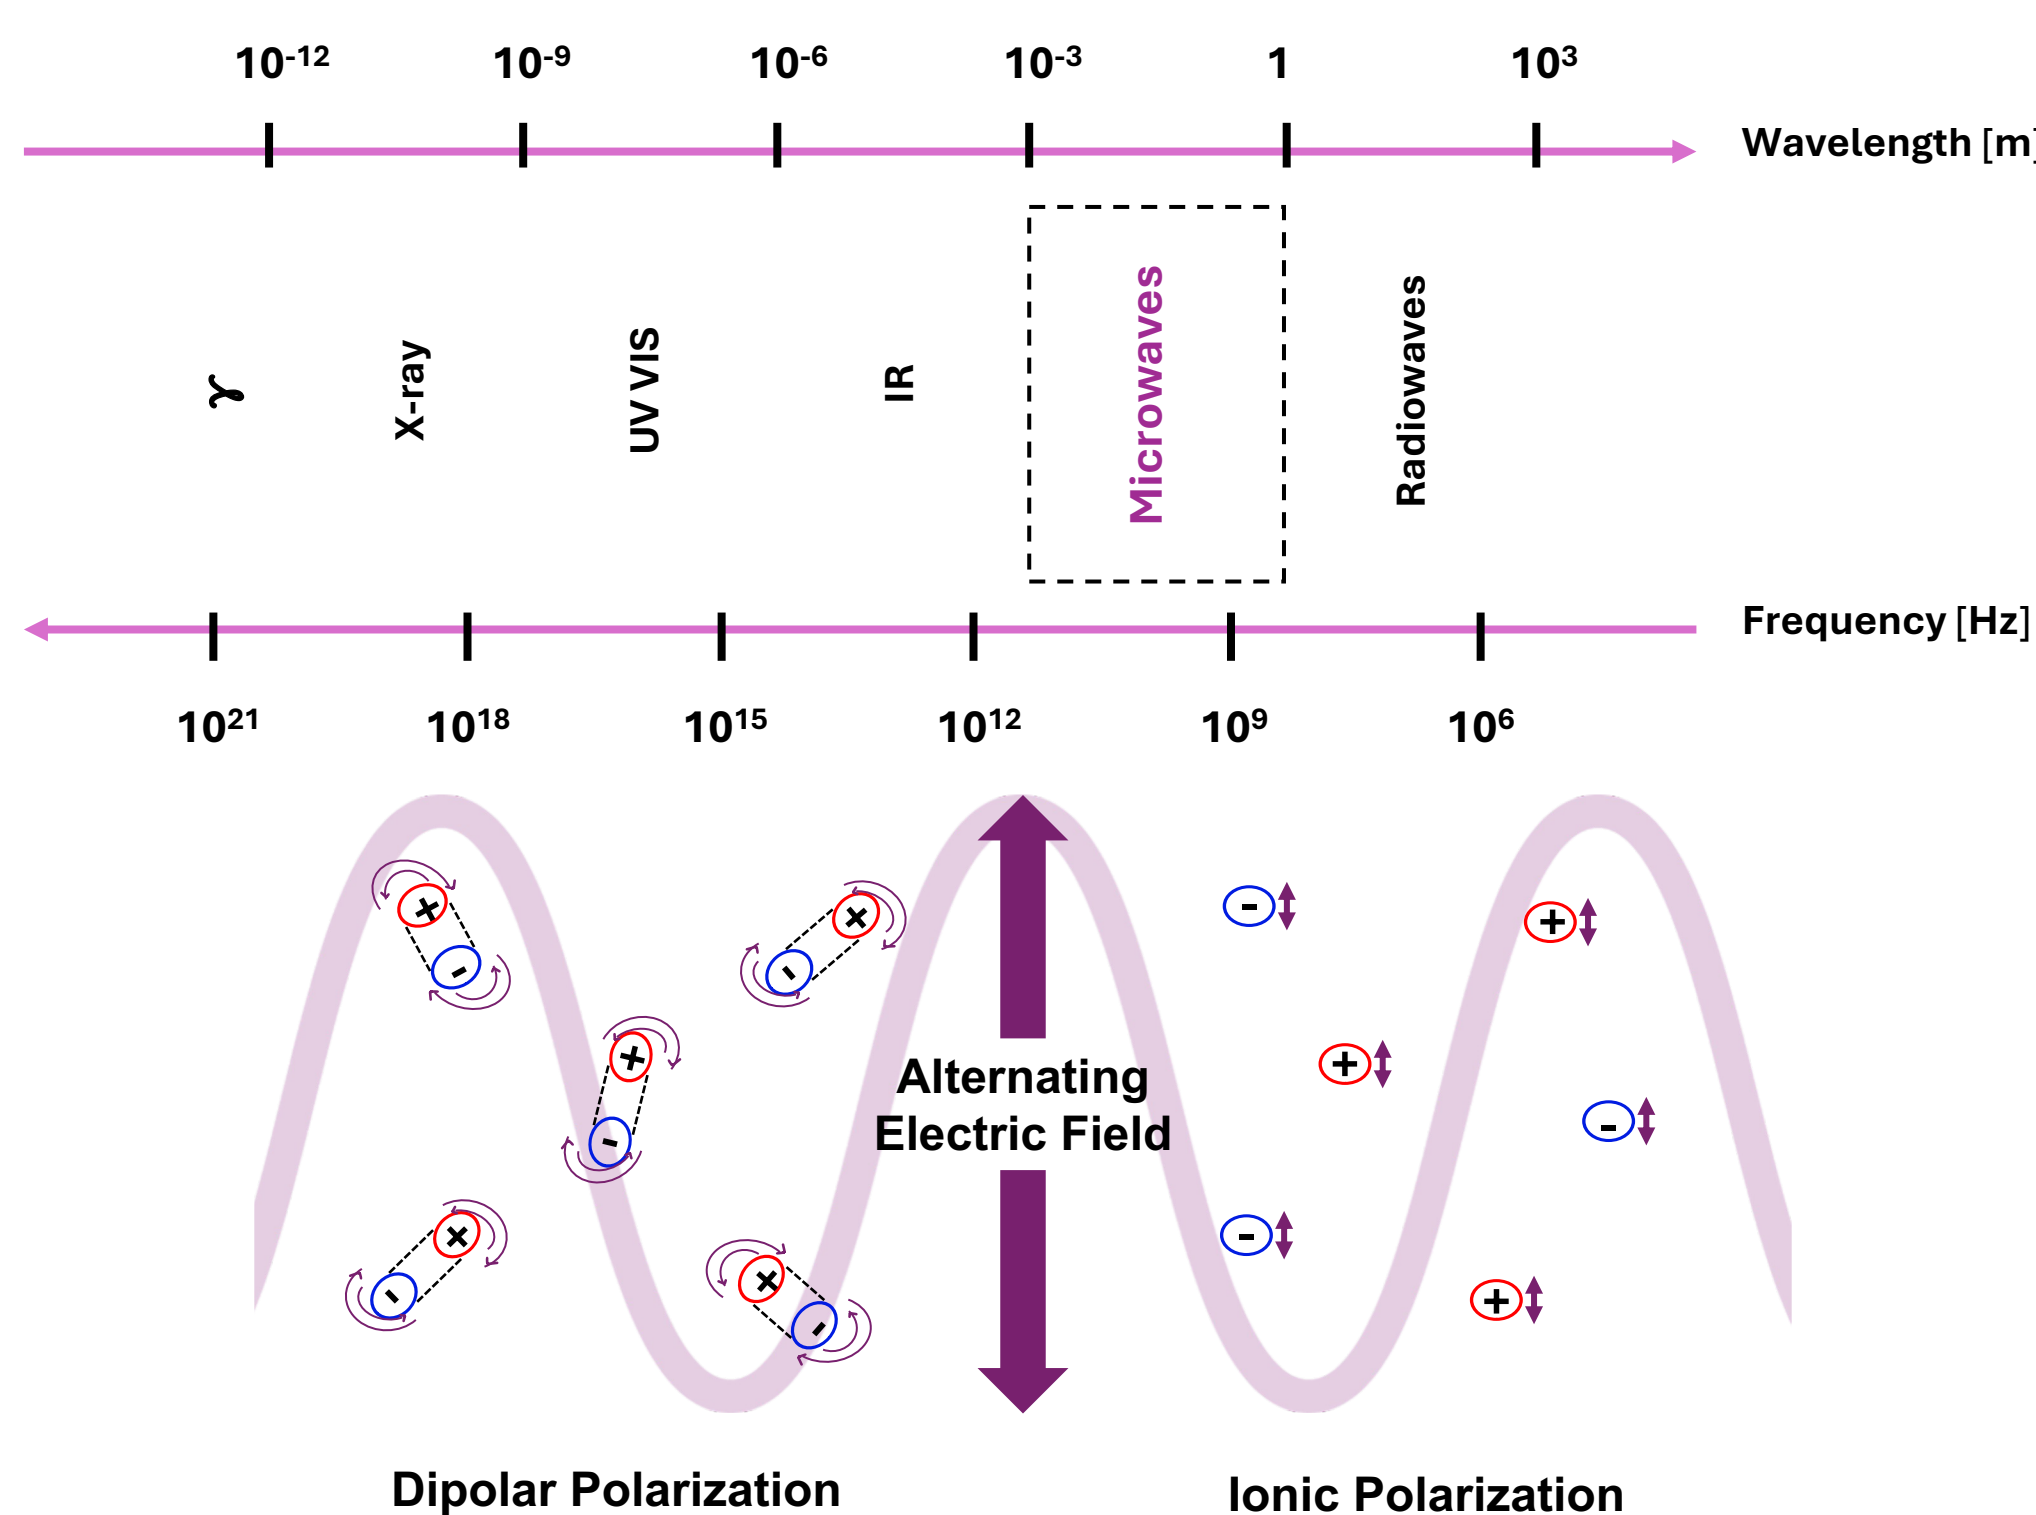 10⁻¹² 10⁻⁹ 10⁻⁶ 10⁻³ 1 10³
Wavelength [m]
γ
X-ray
UV VIS
IR
Microwaves
Radiowaves
Frequency [Hz]
10²¹ 10¹⁸ 10¹⁵ 10¹² 10⁹ 10⁶
+
-
+
-
+
-
+
-
+
-
Alternating
Electric Field
-
+
+
-
-
+
Dipolar Polarization
Ionic Polarization